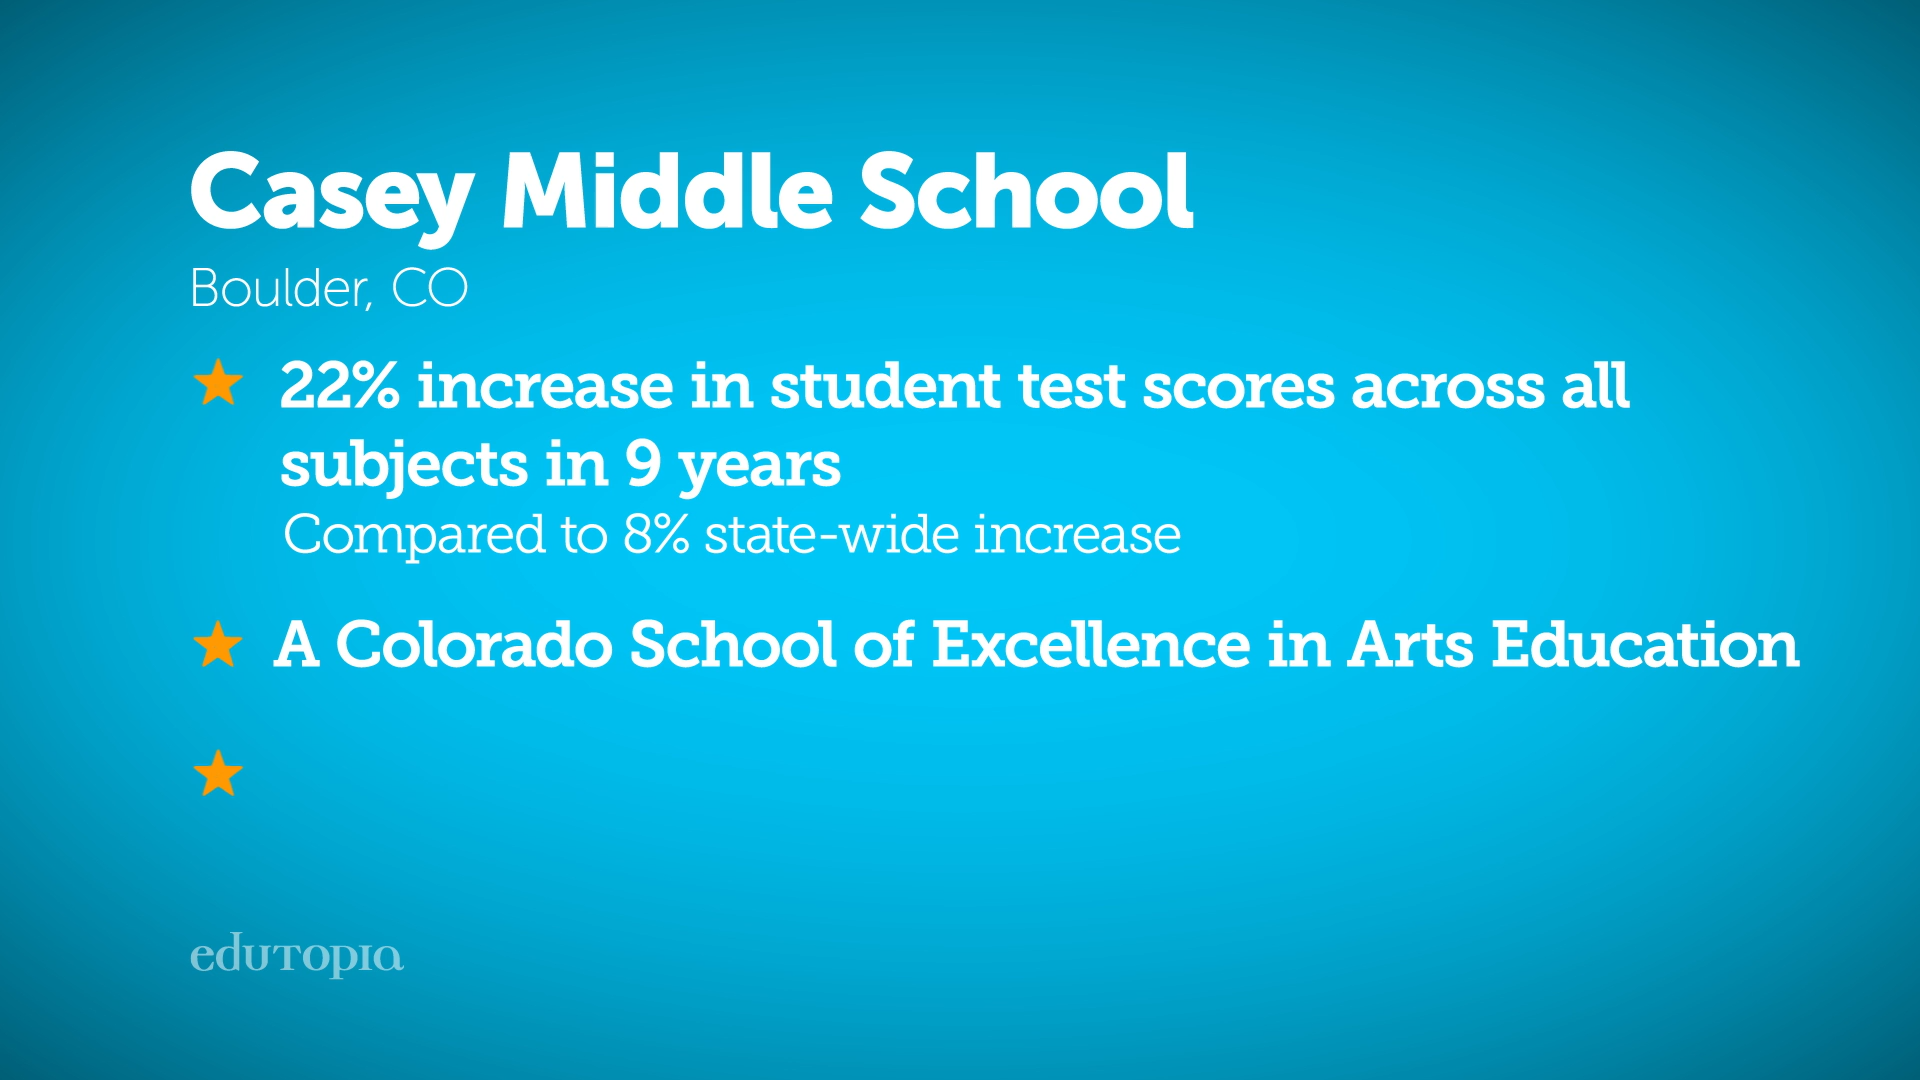 Casey Middle School
Boulder, CO
22% increase in student test scores across all
subjects in 9 years
Compared to 8% state-wide increase
A Colorado School of Excellence in Arts Education
edutopia